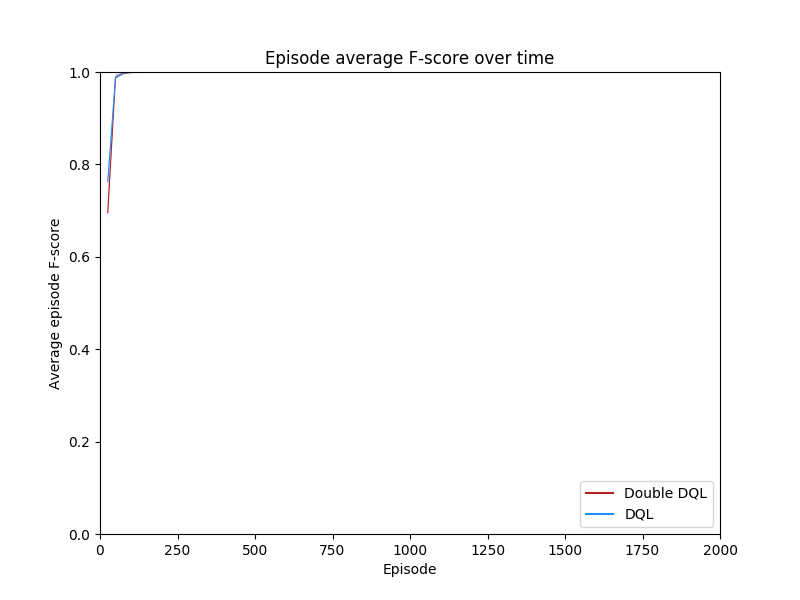 Episode average F-score over time
1.0
0.8
0.6
0.4
0.2
0.0
Average episode F-score
0 250 500 750 1000 1250 1500 1750 2000
Episode
Double DQL
DQL